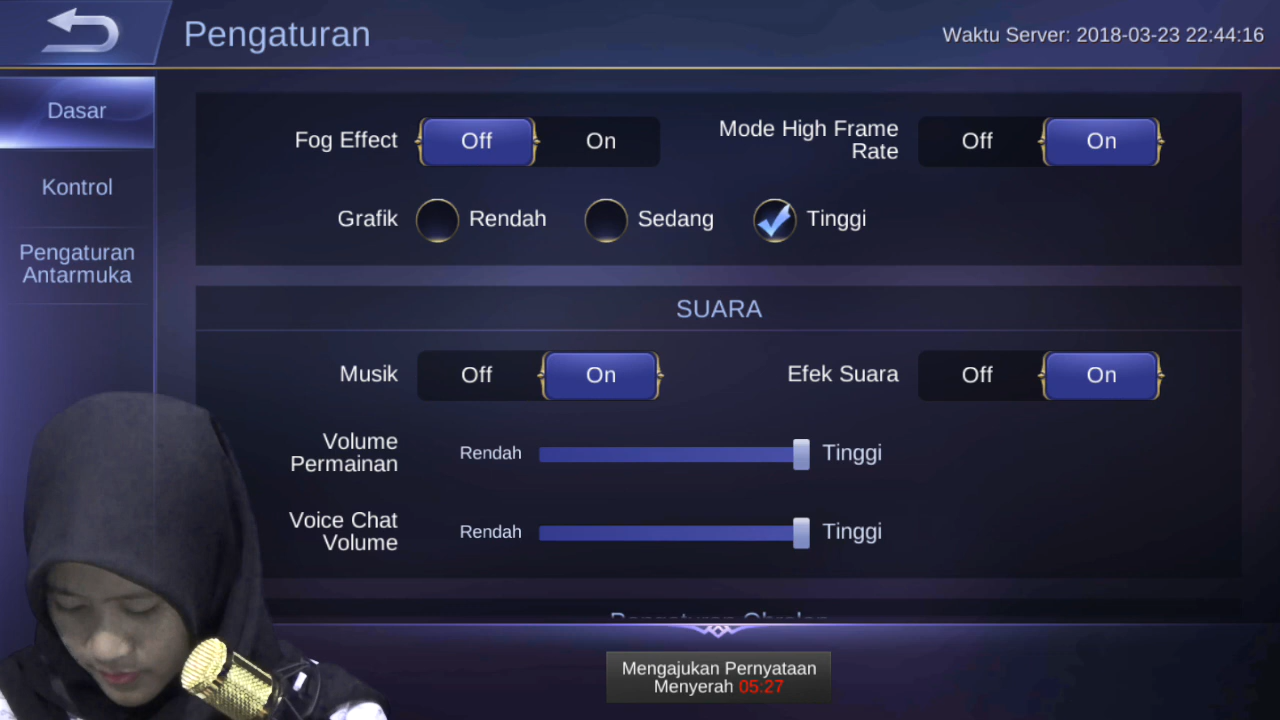 Pengaturan
Waktu Server: 2018-03-23 22:44:16
Dasar
Kontrol
Pengaturan
Antarmuka
Fog Effect Off On
Mode High Frame
Rate Off On
Grafik Rendah Sedang Tinggi
SUARA
Musik Off On
Efek Suara Off On
Volume
Permainan Rendah Tinggi
Voice Chat
Volume Rendah Tinggi
Pengaturan Obrolan
Mengajukan Pernyataan
Menyerah 05:27